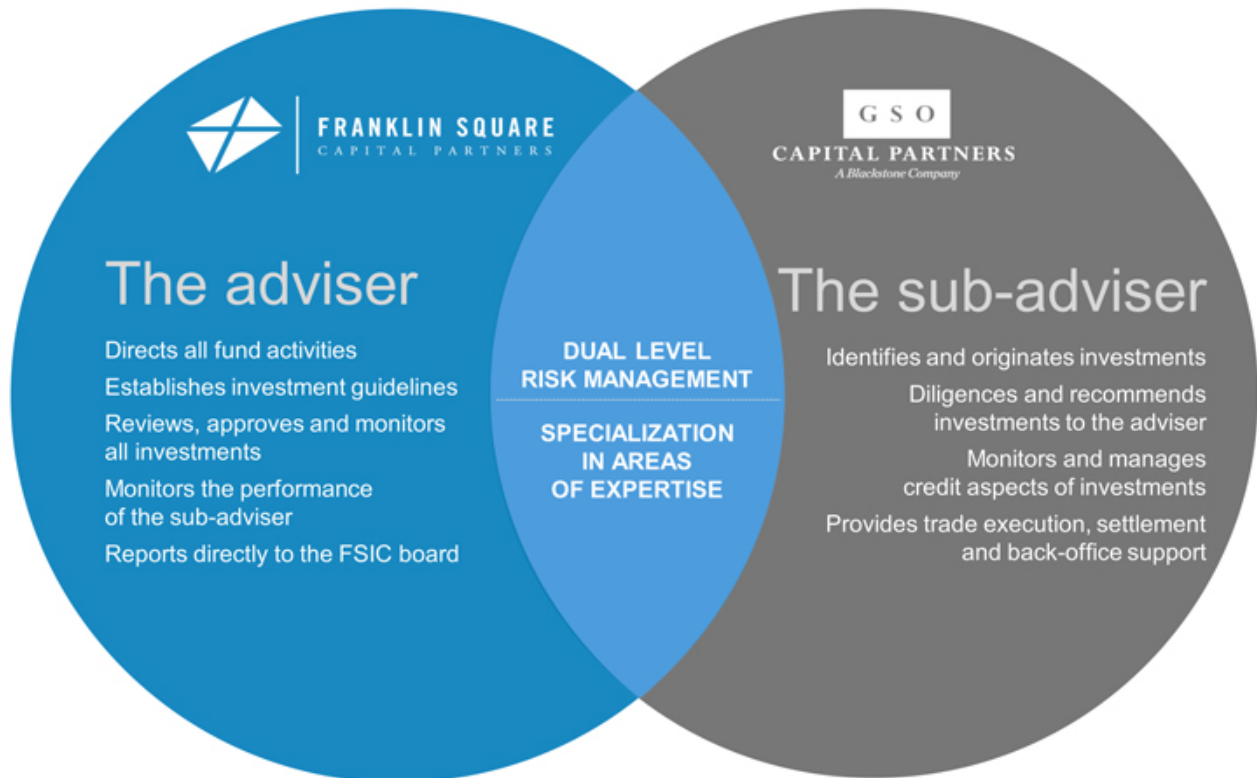 FRANKLIN SQUARE
CAPITAL PARTNERS
The adviser
Directs all fund activities
Establishes investment guidelines
Reviews, approves and monitors
all investments
Monitors the performance
of the sub-adviser
Reports directly to the FSIC board
DUAL LEVEL
RISK MANAGEMENT
SPECIALIZATION
IN AREAS
OF EXPERTISE
GSO
CAPITAL PARTNERS
A Blackstone Company
The sub-adviser
Identifies and originates investments
Diligences and recommends
investments to the adviser
Monitors and manages
credit aspects of investments
Provides trade execution, settlement
and back-office support